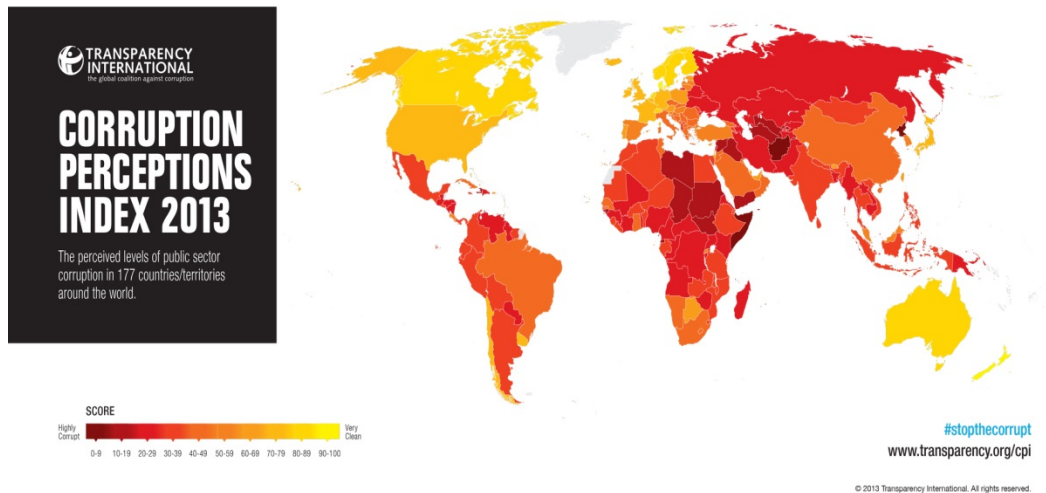 TRANSPARENCY
INTERNATIONAL
the global coalition against corruption
CORRUPTION
PERCEPTIONS
INDEX 2013
The perceived levels of public sector
corruption in 177 countries/territories
around the world.
SCORE
Highly
Corrupt
Very
Clean
0-9 10-19 20-29 30-39 40-49 50-59 60-69 70-79 80-89 90-100
#stopthecorrupt
www.transparency.org/cpi
© 2013 Transparency International. All rights reserved.